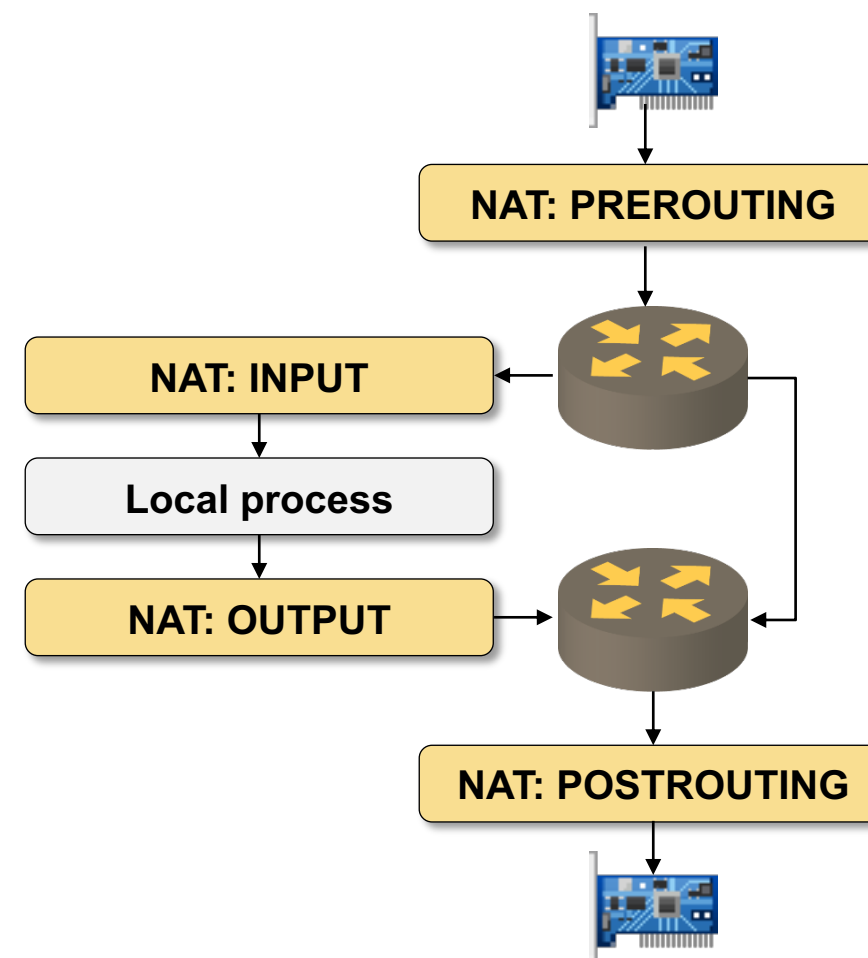 NAT: PREROUTING
NAT: INPUT
Local process
NAT: OUTPUT
NAT: POSTROUTING